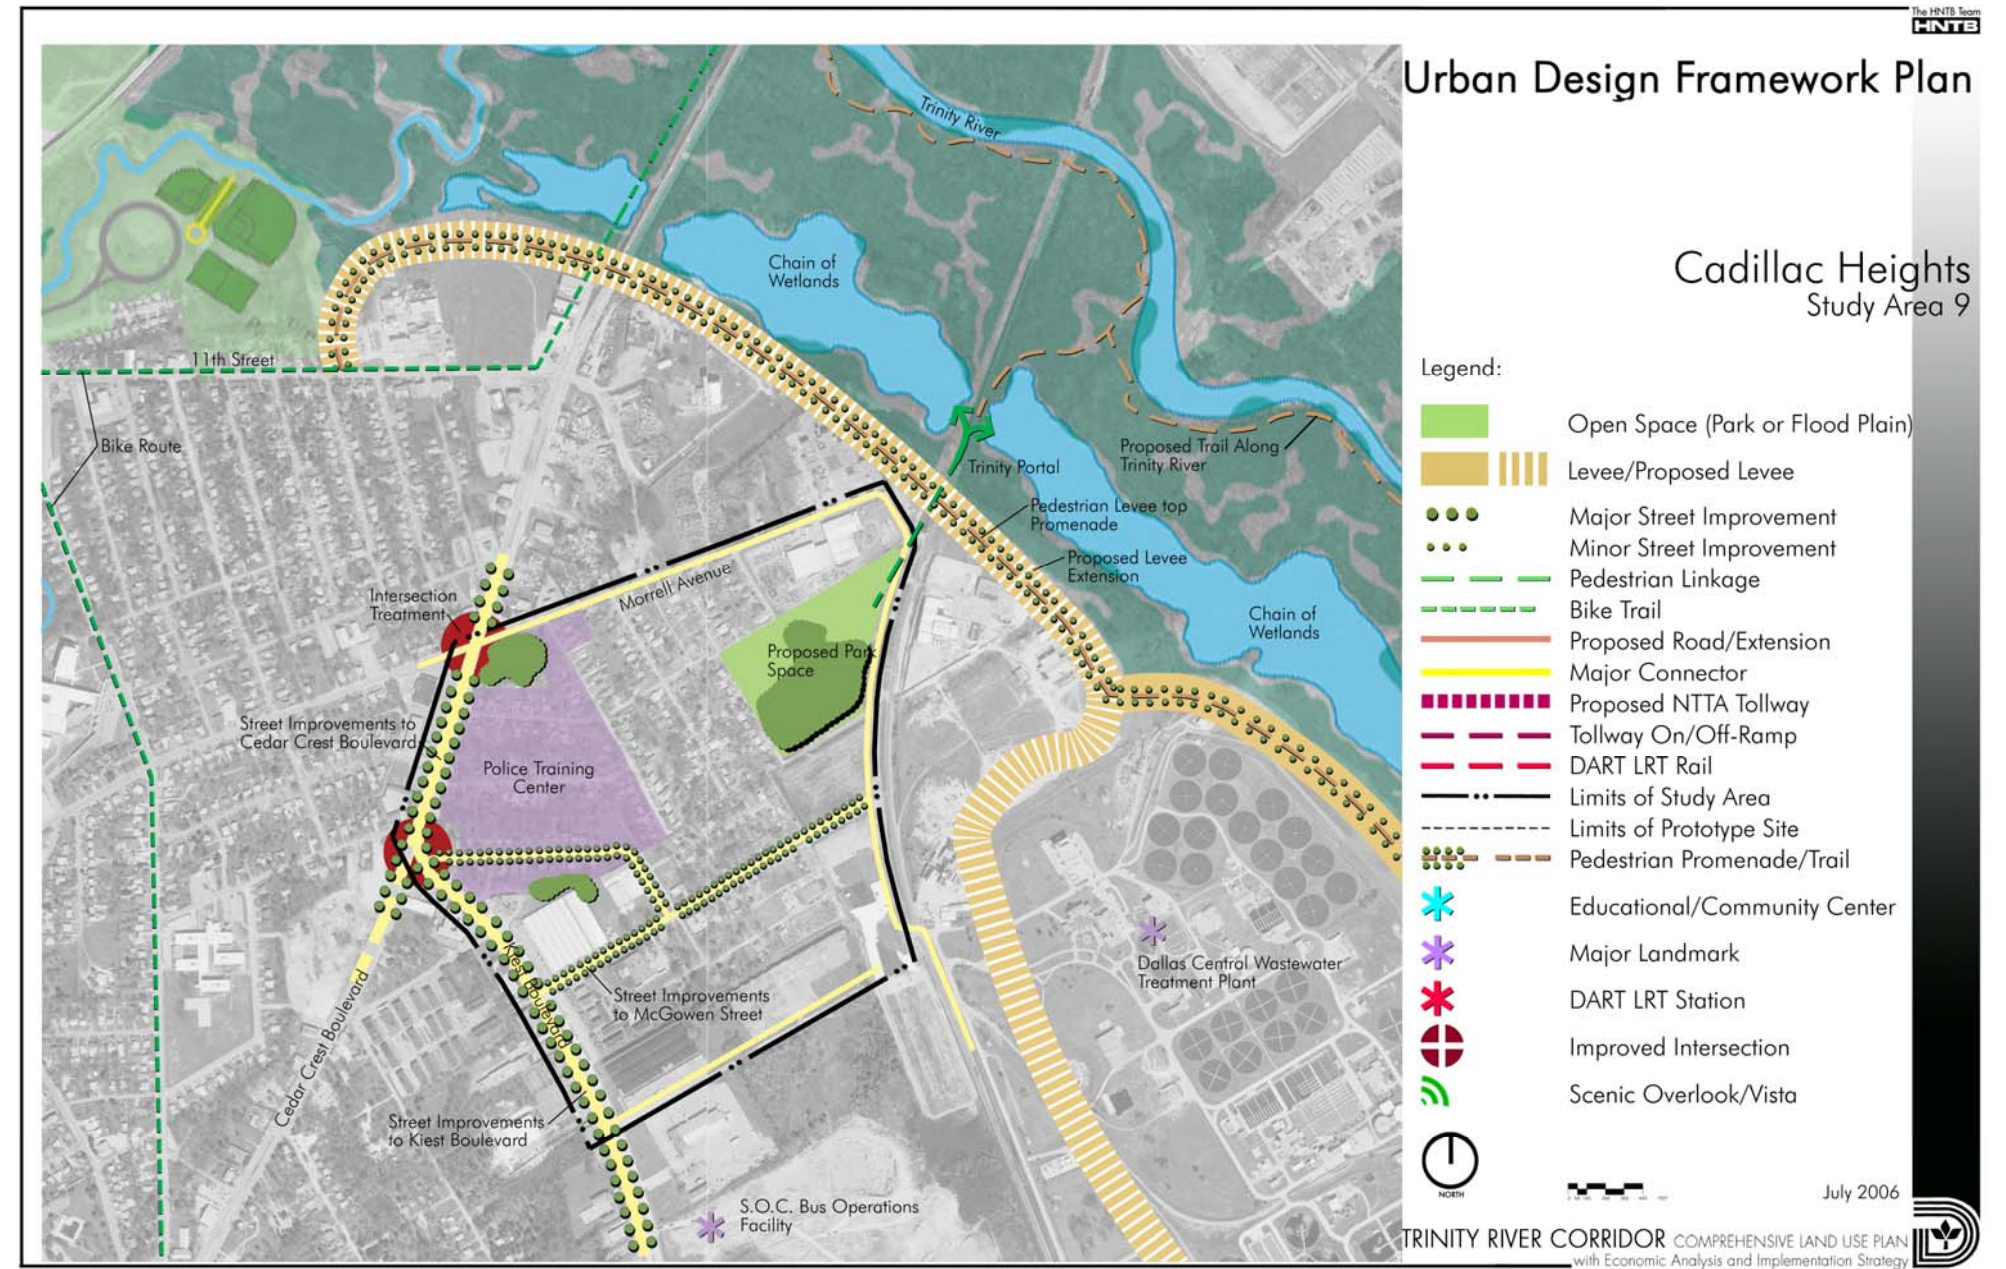 The HNTB Team
HNTB
Urban Design Framework Plan
Cadillac Heights
Study Area 9
Trinity River
Chain of
Wetlands
11th Street
Bike Route
Proposed Trail Along
Trinity River
Trinity Portal
Pedestrian Levee top
Promenade
Proposed Levee
Extension
Morrell Avenue
Intersection
Treatment
Chain of
Wetlands
Proposed Park
Space
Street Improvements to
Cedar Crest Boulevard
Police Training
Center
Kiest Boulevard
Dallas Central Wastewater
Treatment Plant
Street Improvements
to McGowen Street
Cedar Crest Boulevard
Street Improvements
to Kiest Boulevard
S.O.C. Bus Operations
Facility
Legend:
Open Space (Park or Flood Plain)
Levee/Proposed Levee
Major Street Improvement
Minor Street Improvement
Pedestrian Linkage
Bike Trail
Proposed Road/Extension
Major Connector
Proposed NTTA Tollway
Tollway On/Off-Ramp
DART LRT Rail
Limits of Study Area
Limits of Prototype Site
Pedestrian Promenade/Trail
Educational/Community Center
Major Landmark
DART LRT Station
Improved Intersection
Scenic Overlook/Vista
NORTH
July 2006
TRINITY RIVER CORRIDOR COMPREHENSIVE LAND USE PLAN
with Economic Analysis and Implementation Strategy